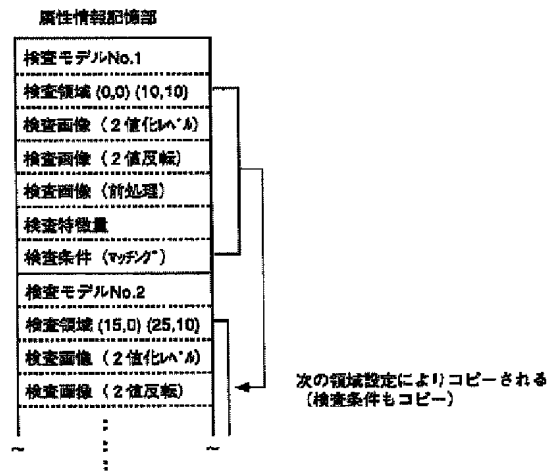 属性情報記憶部
検査モデルNo.1
検査領域 (0,0) (10,10)
検査画像 (2値化ﾚﾍﾞﾙ)
検査画像 (2値反転)
検査画像 (前処理)
検査特徴量
検査条件 (ﾏｯﾁﾝｸﾞ)
検査モデルNo.2
検査領域 (15,0) (25,10)
検査画像 (2値化ﾚﾍﾞﾙ)
検査画像 (2値反転)
次の領域設定によりコピーされる
(検査条件もコピー)